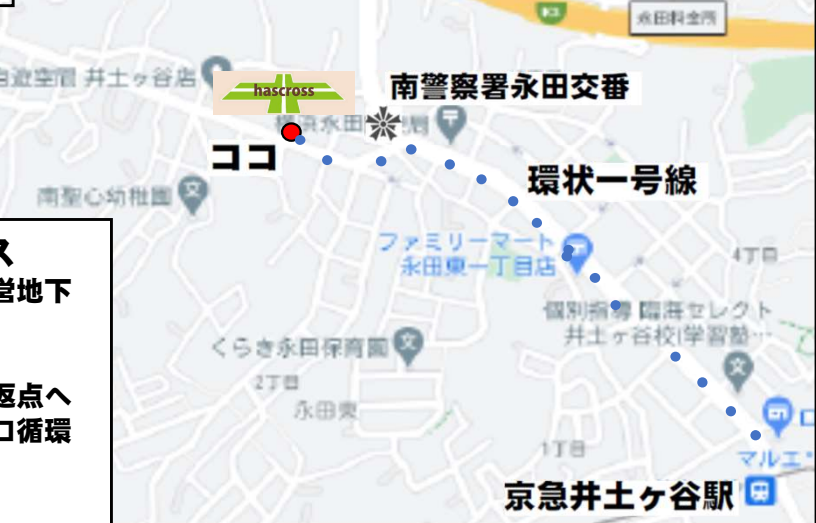 K3
永田料金所
自遊空間 井土ヶ谷店
hascross
南警察署永田交番
ココ
南聖心幼稚園
環状一号線
ス
営地下
ファミリーマート
永田東一丁目店
4丁目
個別指導 臨海セレクト
井土ヶ谷校(学習塾…
くらき永田保育園
2丁目
返点へ
永田東
コ循環
1丁目
マルエ
京急井土ヶ谷駅